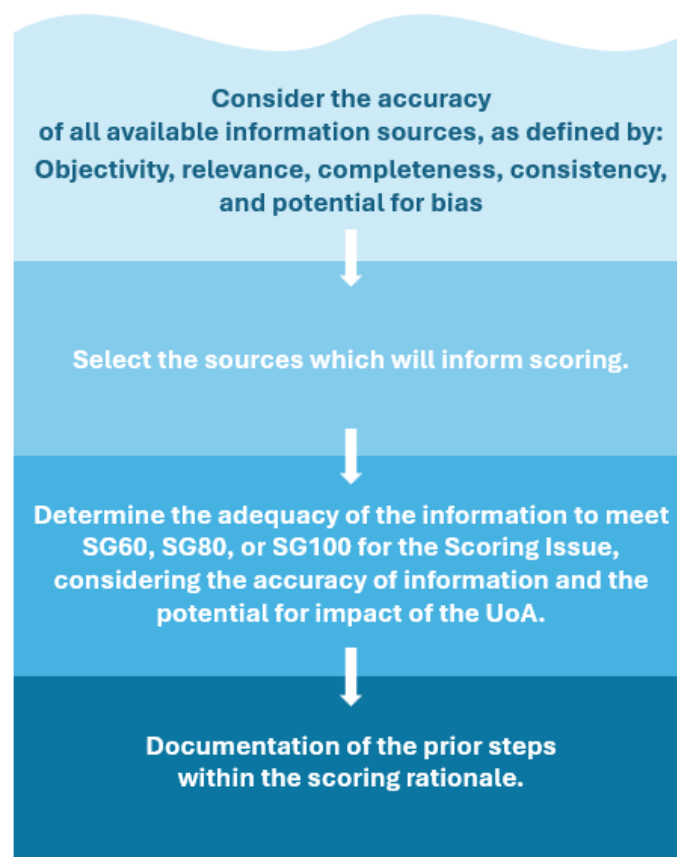 Consider the accuracy
of all available information sources, as defined by:
Objectivity, relevance, completeness, consistency,
and potential for bias
Select the sources which will inform scoring.
Determine the adequacy of the information to meet
SG60, SG80, or SG100 for the Scoring Issue,
considering the accuracy of information and the
potential for impact of the UoA.
Documentation of the prior steps
within the scoring rationale.